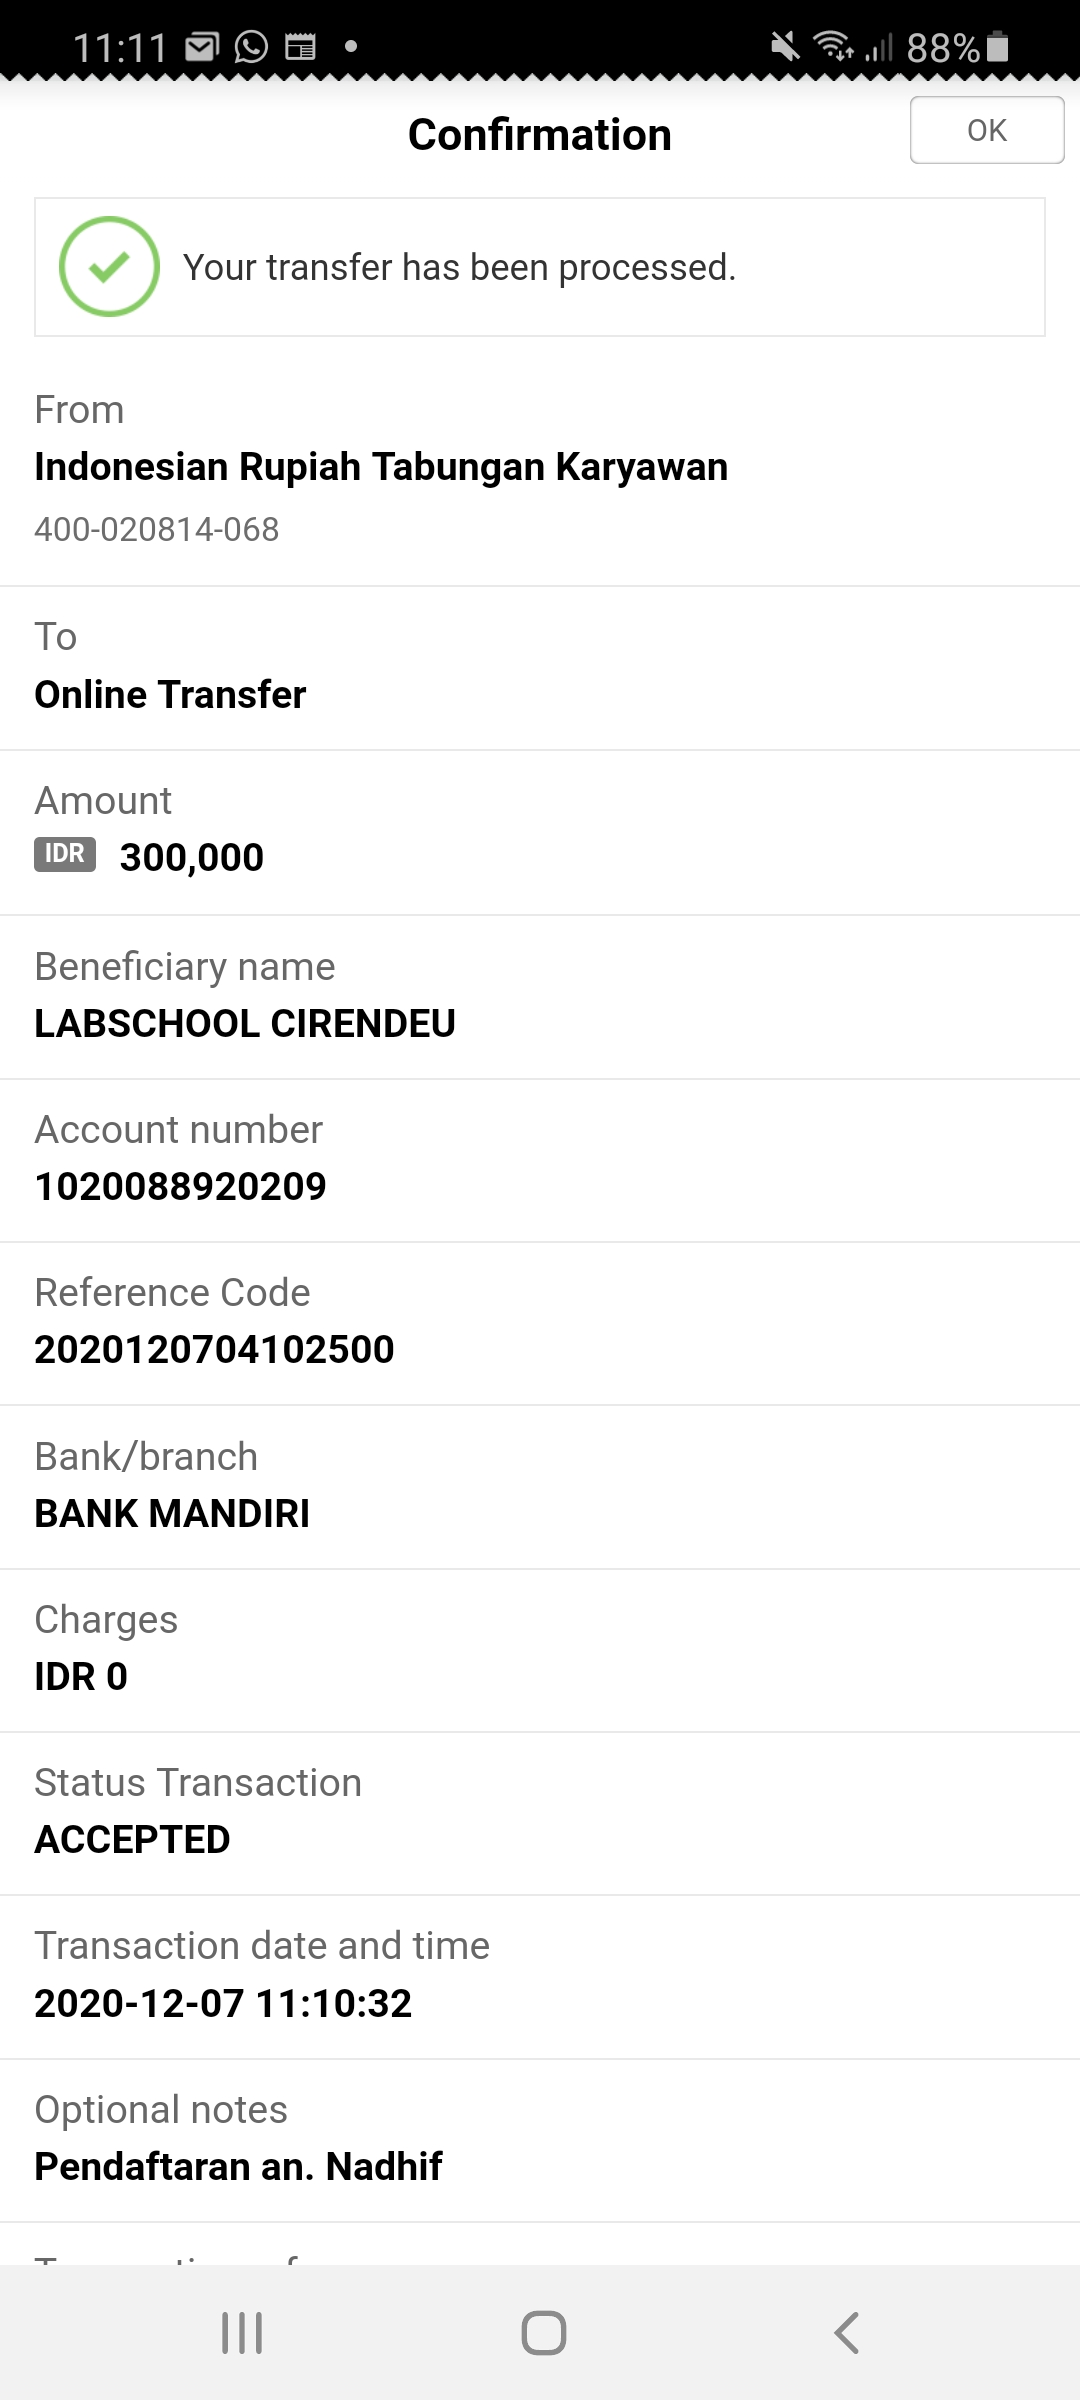 11:11 88%
Confirmation
OK
Your transfer has been processed.
From
Indonesian Rupiah Tabungan Karyawan
400-020814-068
To
Online Transfer
Amount
IDR 300,000
Beneficiary name
LABSCHOOL CIRENDEU
Account number
1020088920209
Reference Code
2020120704102500
Bank/branch
BANK MANDIRI
Charges
IDR 0
Status Transaction
ACCEPTED
Transaction date and time
2020-12-07 11:10:32
Optional notes
Pendaftaran an. Nadhif